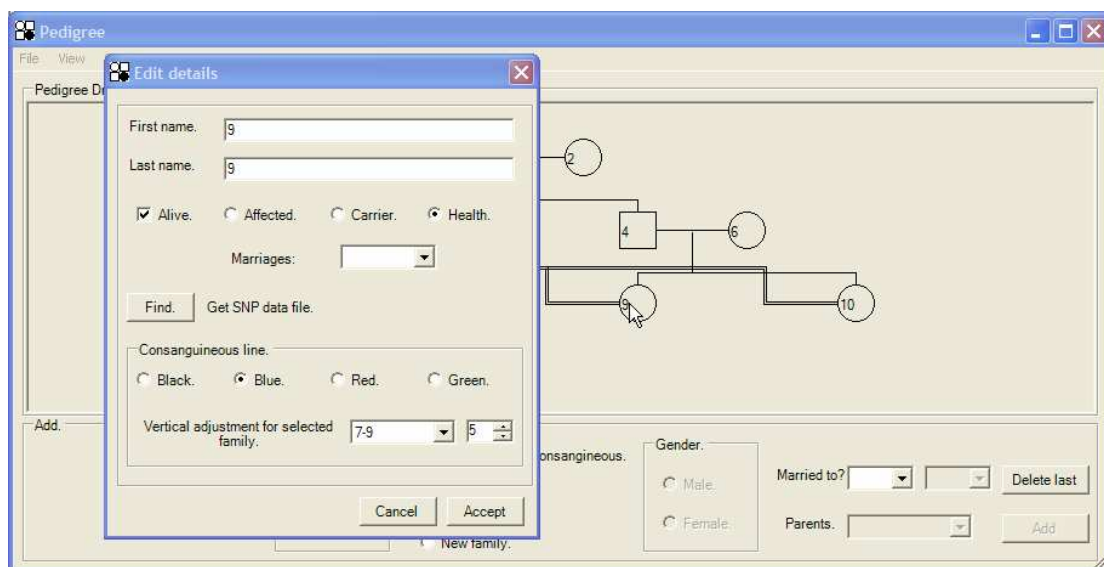 Pedigree
File View
Edit details
Pedigree Dr
First name. 9
Last name. 9
Alive. Affected. Carrier. Health.
Marriages:
Find. Get SNP data file.
Consanguineous line.
Black. Blue. Red. Green.
Vertical adjustment for selected family. 7-9 5
Cancel Accept
2
4 6
9 10
Add.
onsangineous.
New family.
Gender.
Male.
Female.
Married to? Delete last
Parents. Add